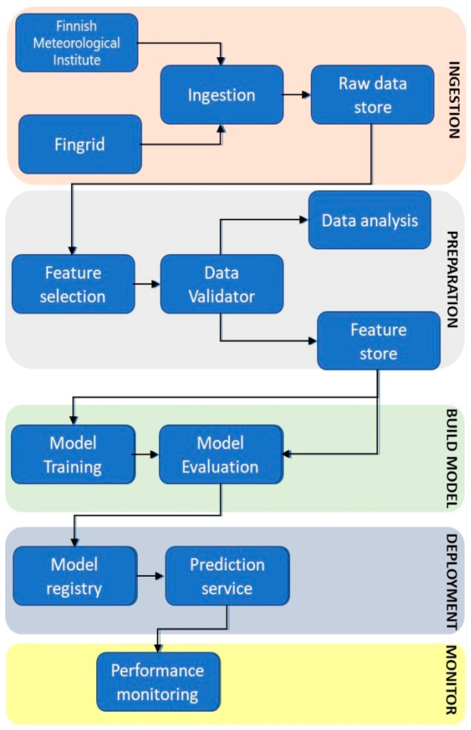 Finnish
Meteorological
Institute
Ingestion
Raw data
store
Fingrid
INGESTION
Data analysis
Feature
selection
Data
Validator
Feature
store
PREPARATION
Model
Training
Model
Evaluation
BUILD MODEL
Model
registry
Prediction
service
DEPLOYMENT
Performance
monitoring
MONITOR